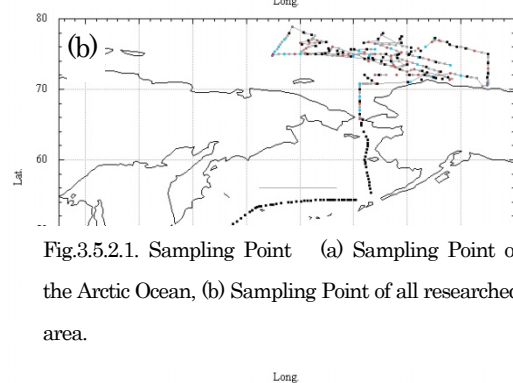 Long.
80
(b)
70
Lat.
60
Fig.3.5.2.1. Sampling Point (a) Sampling Point o
the Arctic Ocean, (b) Sampling Point of all researched
area.
Long.